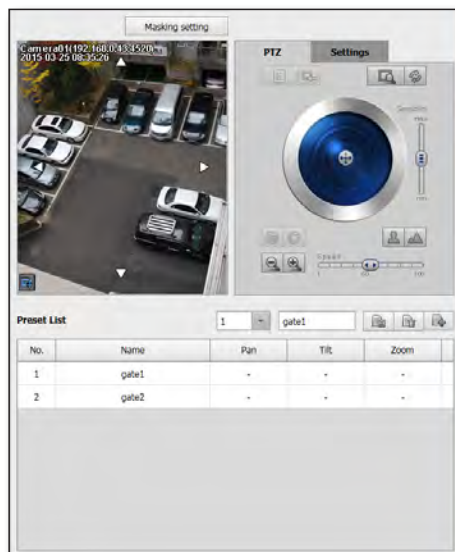 Masking setting
Camera01(192.168.0.43:4520)
2015-03-25 08:35:26
PTZ
Settings
Preset List
1
gate1
No.
Name
Pan
Tilt
Zoom
1
gate1
-
-
-
2
gate2
-
-
-